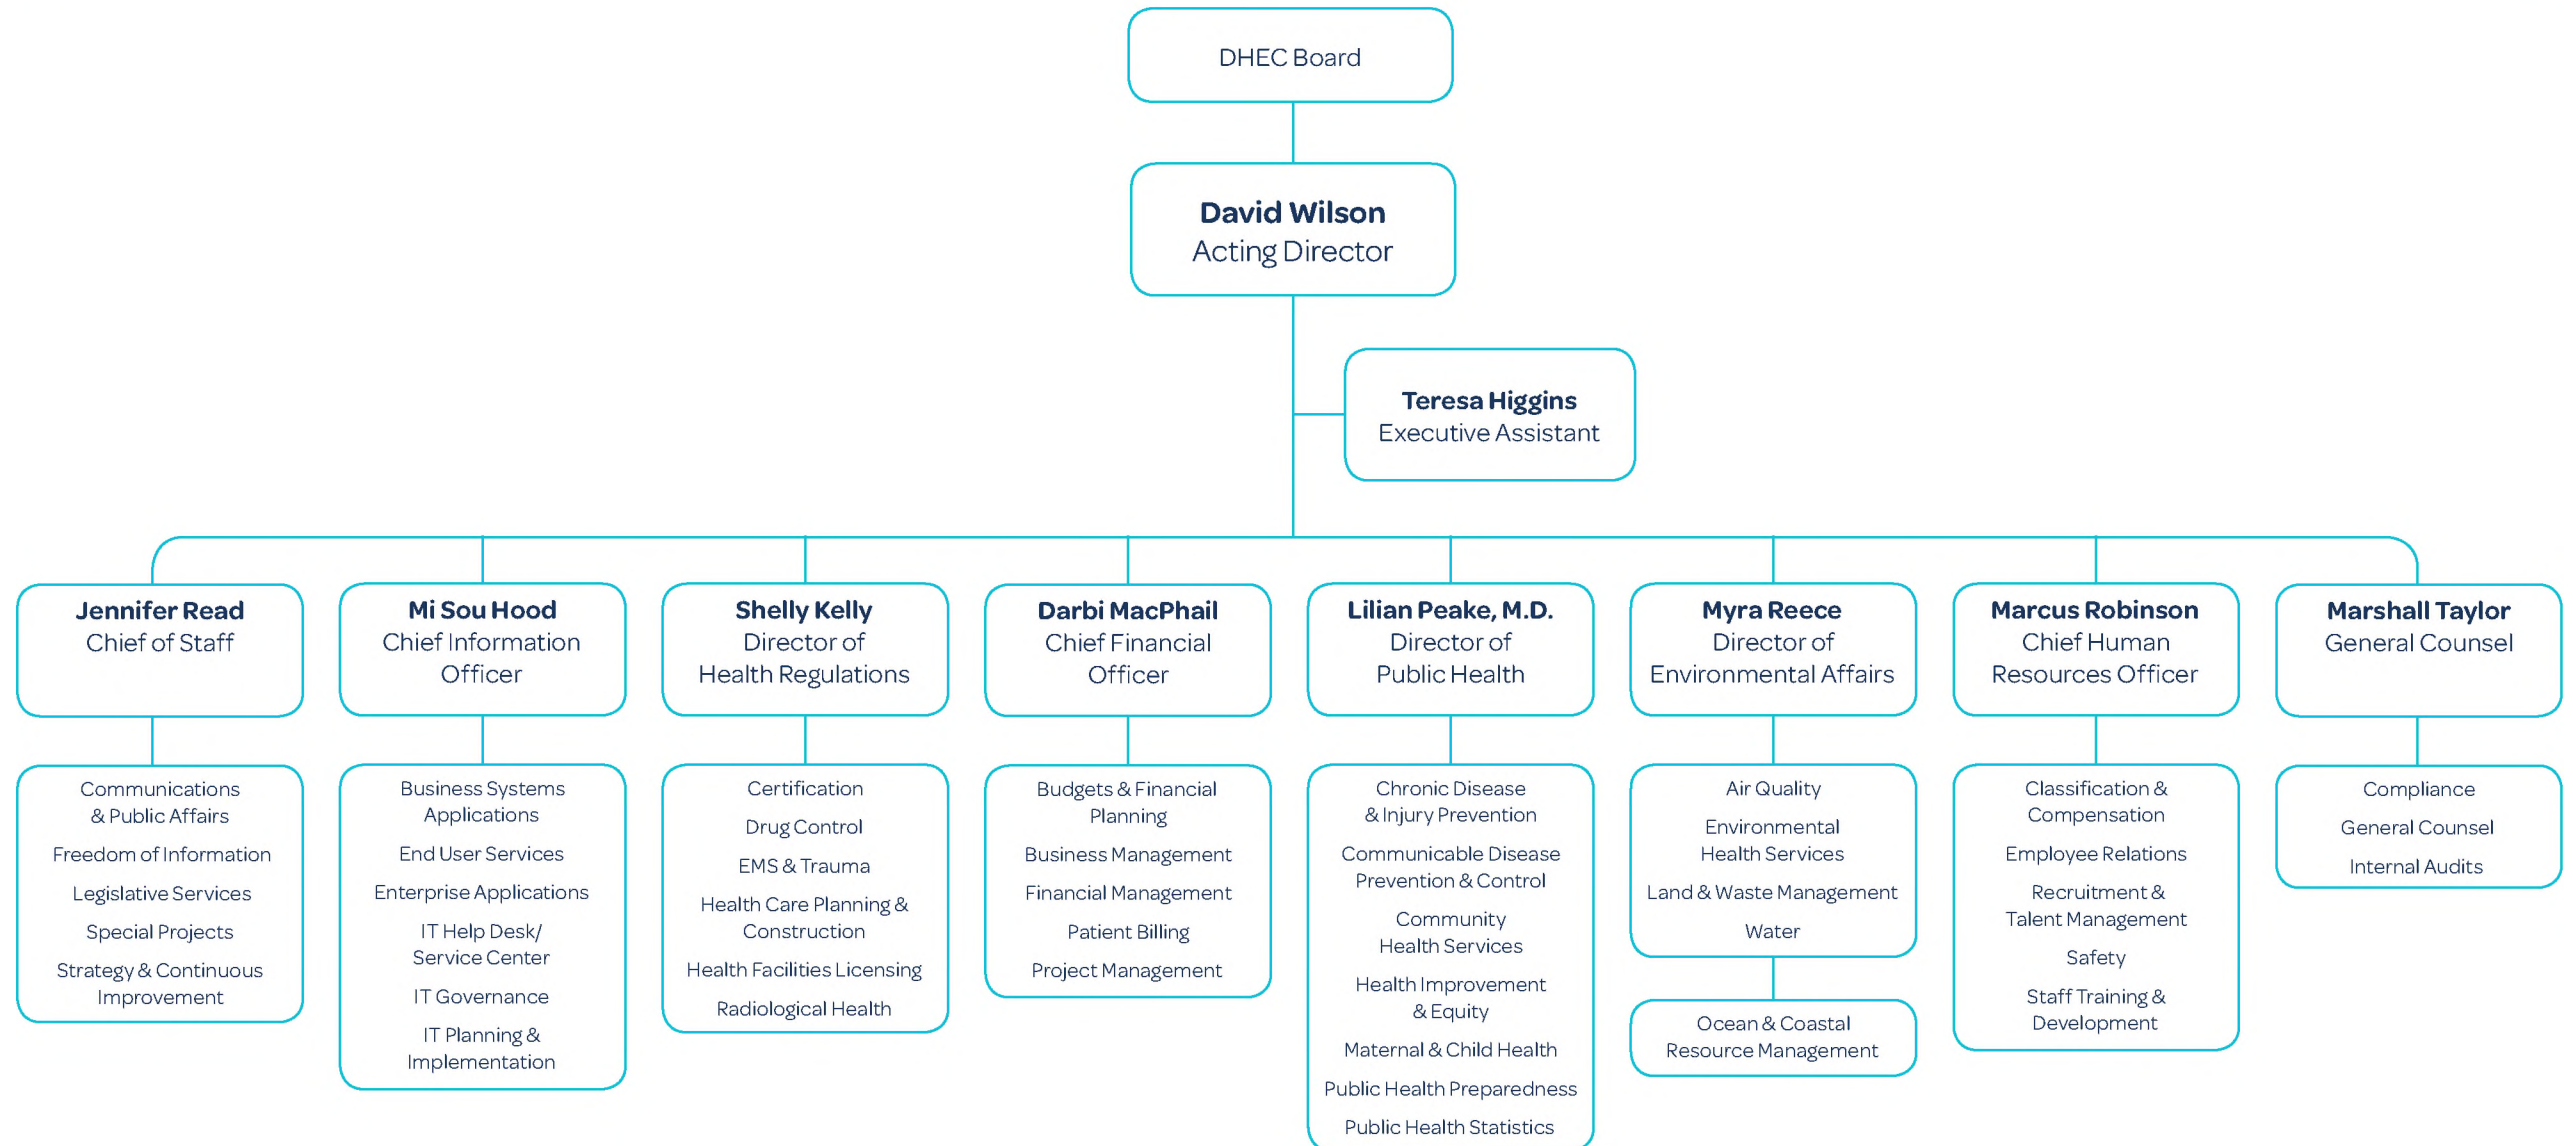 DHEC Board
David Wilson
Acting Director
Teresa Higgins
Executive Assistant
Jennifer Read
Chief of Staff
Communications
& Public Affairs
Freedom of Information
Legislative Services
Special Projects
Strategy & Continuous
Improvement
Mi Sou Hood
Chief Information
Officer
Business Systems
Applications
End User Services
Enterprise Applications
IT Help Desk/
Service Center
IT Governance
IT Planning &
Implementation
Shelly Kelly
Director of
Health Regulations
Certification
Drug Control
EMS & Trauma
Health Care Planning &
Construction
Health Facilities Licensing
Radiological Health
Darbi MacPhail
Chief Financial
Officer
Budgets & Financial
Planning
Business Management
Financial Management
Patient Billing
Project Management
Lilian Peake, M.D.
Director of
Public Health
Chronic Disease
& Injury Prevention
Communicable Disease
Prevention & Control
Community
Health Services
Health Improvement
& Equity
Maternal & Child Health
Public Health Preparedness
Public Health Statistics
Myra Reece
Director of
Environmental Affairs
Air Quality
Environmental
Health Services
Land & Waste Management
Water
Ocean & Coastal
Resource Management
Marcus Robinson
Chief Human
Resources Officer
Classification &
Compensation
Employee Relations
Recruitment &
Talent Management
Safety
Staff Training &
Development
Marshall Taylor
General Counsel
Compliance
General Counsel
Internal Audits